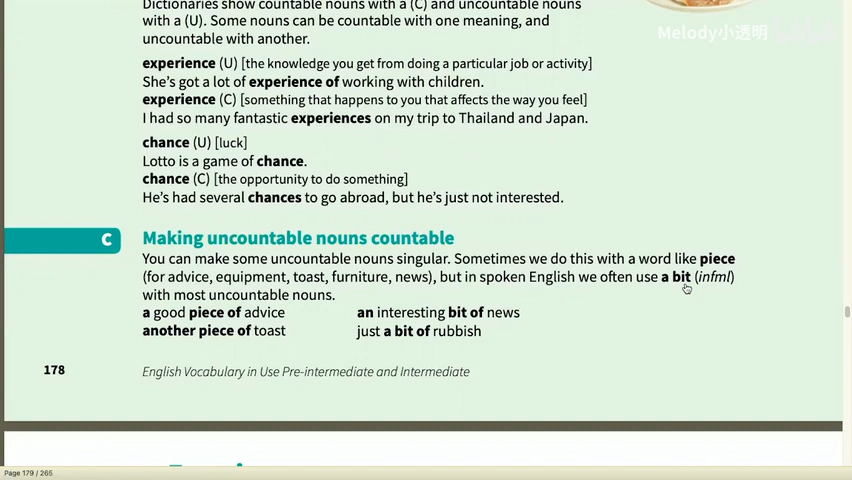 Dictionaries show countable nouns with a (C) and uncountable nouns
with a (U). Some nouns can be countable with one meaning, and
uncountable with another.
Melody小透明
experience (U) [the knowledge you get from doing a particular job or activity]
She's got a lot of experience of working with children.
experience (C) [something that happens to you that affects the way you feel]
I had so many fantastic experiences on my trip to Thailand and Japan.
chance (U) [luck]
Lotto is a game of chance.
chance (C) [the opportunity to do something]
He's had several chances to go abroad, but he's just not interested.
C
Making uncountable nouns countable
You can make some uncountable nouns singular. Sometimes we do this with a word like piece
(for advice, equipment, toast, furniture, news), but in spoken English we often use a bit (infml)
with most uncountable nouns.
a good piece of advice
an interesting bit of news
another piece of toast
just a bit of rubbish
178
English Vocabulary in Use Pre-intermediate and Intermediate
Page 179 / 265